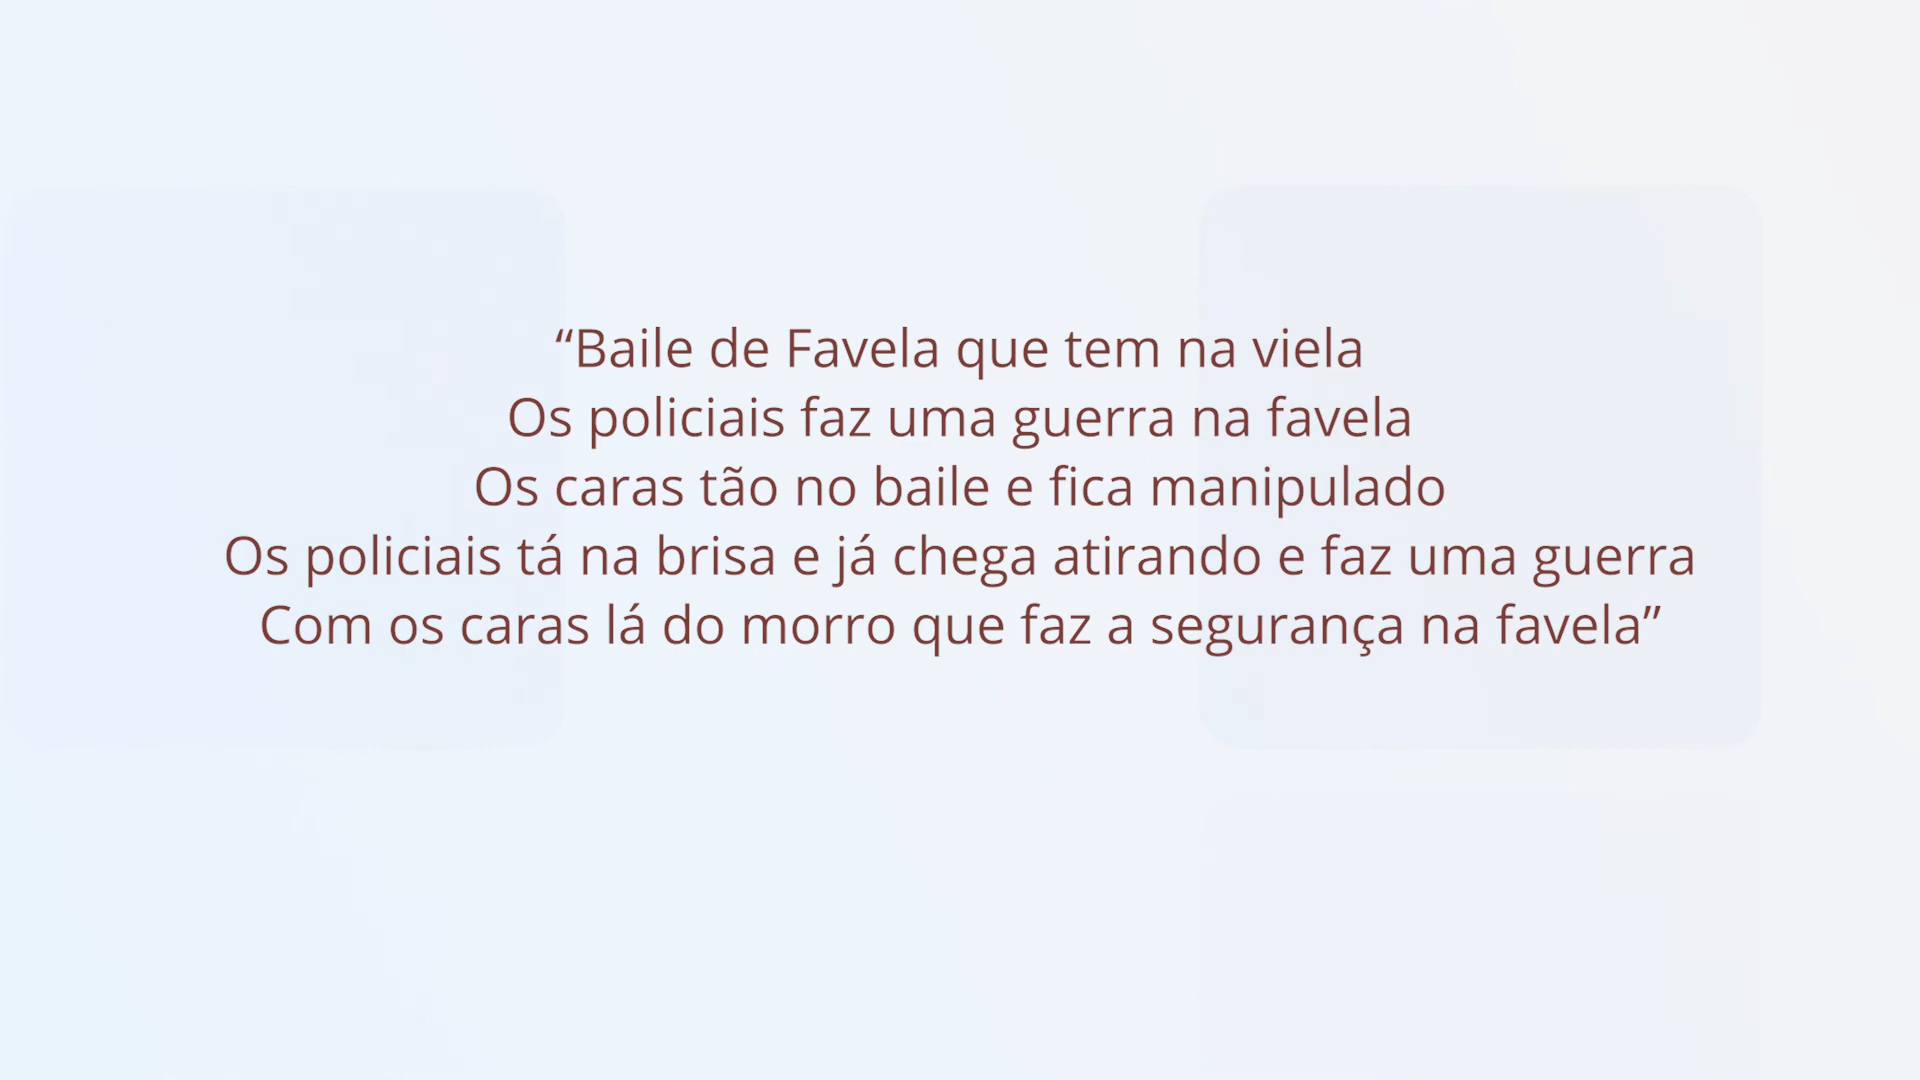 “Baile de Favela que tem na viela
Os policiais faz uma guerra na favela
Os caras tão no baile e fica manipulado
Os policiais tá na brisa e já chega atirando e faz uma guerra
Com os caras lá do morro que faz a segurança na favela”